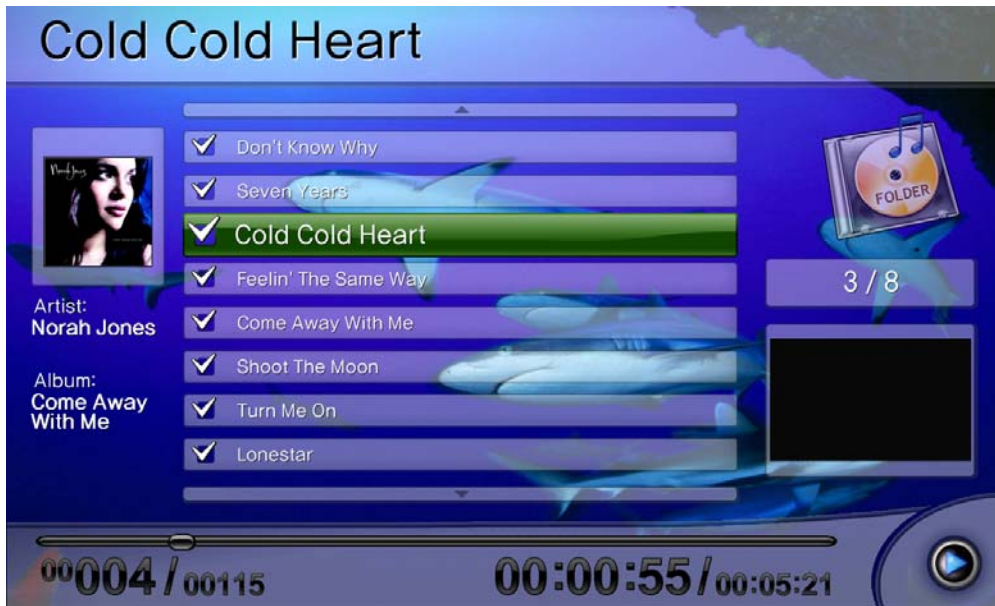 Cold Cold Heart
Don't Know Why
Seven Years
Cold Cold Heart
Feelin' The Same Way
Come Away With Me
Shoot The Moon
Turn Me On
Lonestar
Norah Jones
Artist:
Norah Jones
Album:
Come Away
With Me
FOLDER
3 / 8
00004/00115
00:00:55/00:05:21